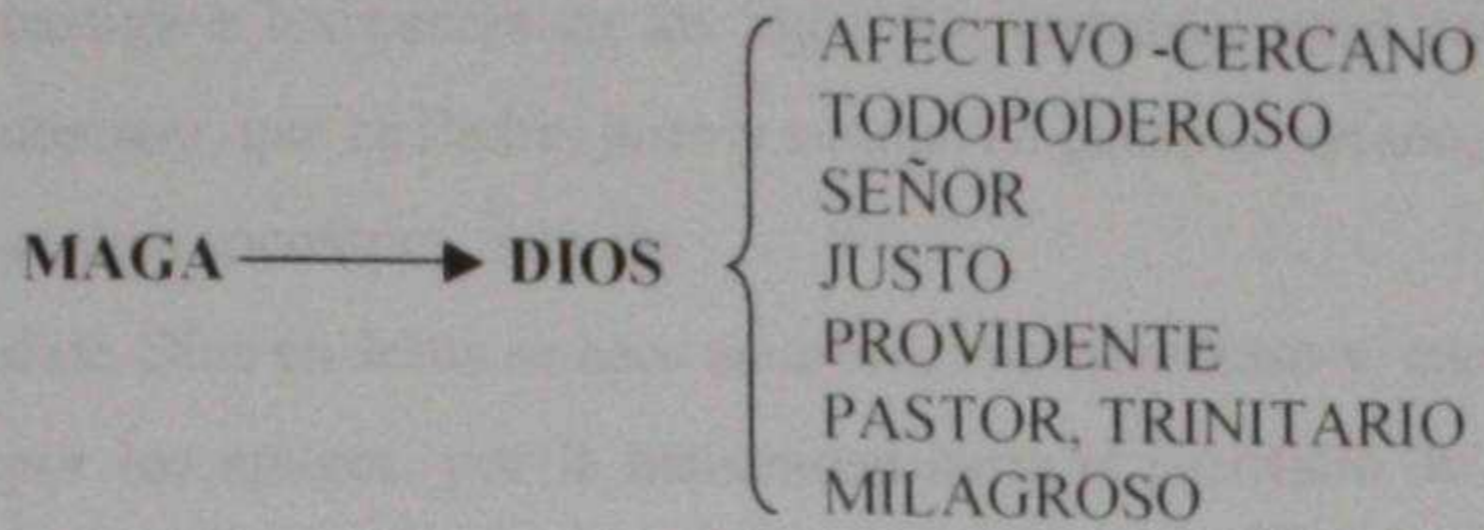 AFECTIVO -CERCANO
TODOPODEROSO
SEÑOR
MAGA DIOS JUSTO
PROVIDENTE
PASTOR, TRINITARIO
MILAGROSO